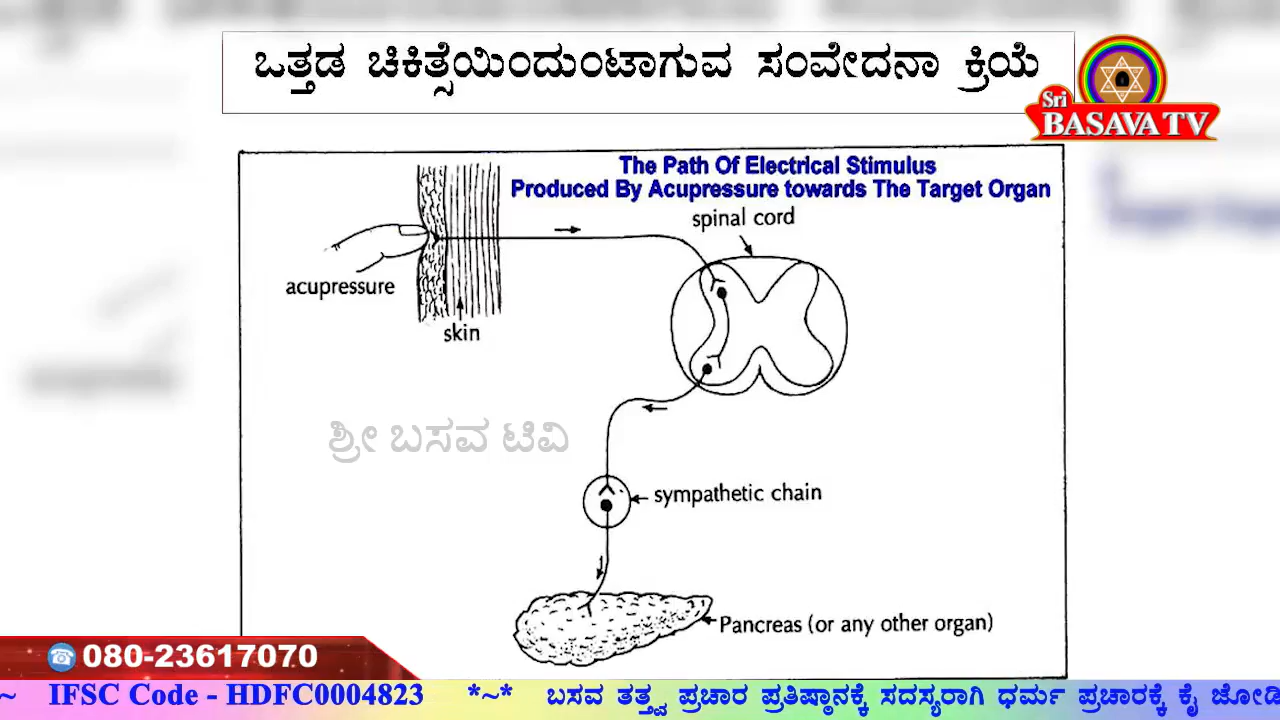 ಒತ್ತಡ ಚಿಕಿತ್ಸೆಯಿಂದುಂಟಾಗುವ ಸಂವೇದನಾ ಕ್ರಿಯೆ
Sri
BASAVA TV
The Path Of Electrical Stimulus
Produced By Acupressure towards The Target Organ
spinal cord
acupressure
skin
ಶ್ರೀ ಬಸವ ಟಿವಿ
sympathetic chain
Pancreas (or any other organ)
080-23617070
~ IFSC Code - HDFC0004823 *~* ಬಸವ ತತ್ತ್ವ ಪ್ರಚಾರ ಪ್ರತಿಷ್ಠಾನಕ್ಕೆ ಸದಸ್ಯರಾಗಿ ಧರ್ಮ ಪ್ರಚಾರಕ್ಕೆ ಕೈ ಜೋಡಿ